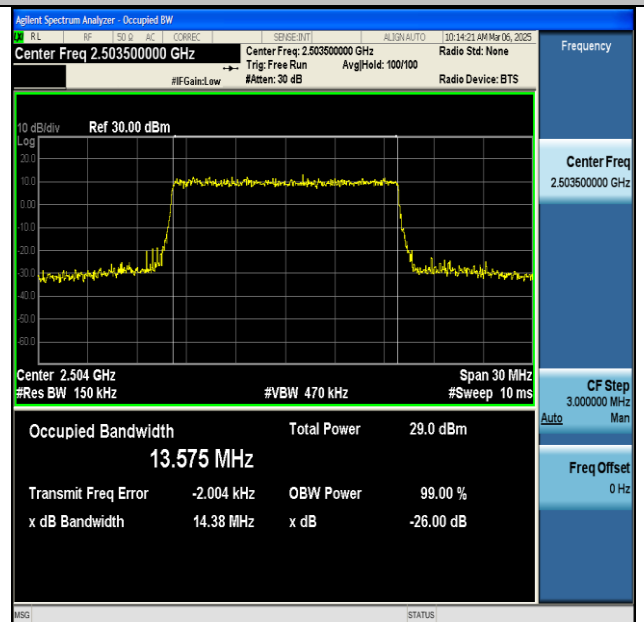 Agilent Spectrum Analyzer - Occupied BW
LXI RL RF 50 Ω AC CORREC SENSE:INT ALIGN AUTO 10:14:21 AM Mar 06, 2025
Center Freq 2.503500000 GHz
Center Freq: 2.503500000 GHz
Radio Std: None
Trig: Free Run Avg|Hold: 100/100
#IFGain:Low
#Atten: 30 dB
Radio Device: BTS
Frequency
10 dB/div Ref 30.00 dBm
Log
20.0
10.0
0.00
-10.0
-20.0
-30.0
-40.0
-50.0
-60.0
Center 2.504 GHz Span 30 MHz
#Res BW 150 kHz #VBW 470 kHz #Sweep 10 ms
Occupied Bandwidth Total Power 29.0 dBm
13.575 MHz
Transmit Freq Error -2.004 kHz OBW Power 99.00 %
x dB Bandwidth 14.38 MHz x dB -26.00 dB
Center Freq
2.503500000 GHz
CF Step
3.000000 MHz
Auto Man
Freq Offset
0 Hz
MSG STATUS